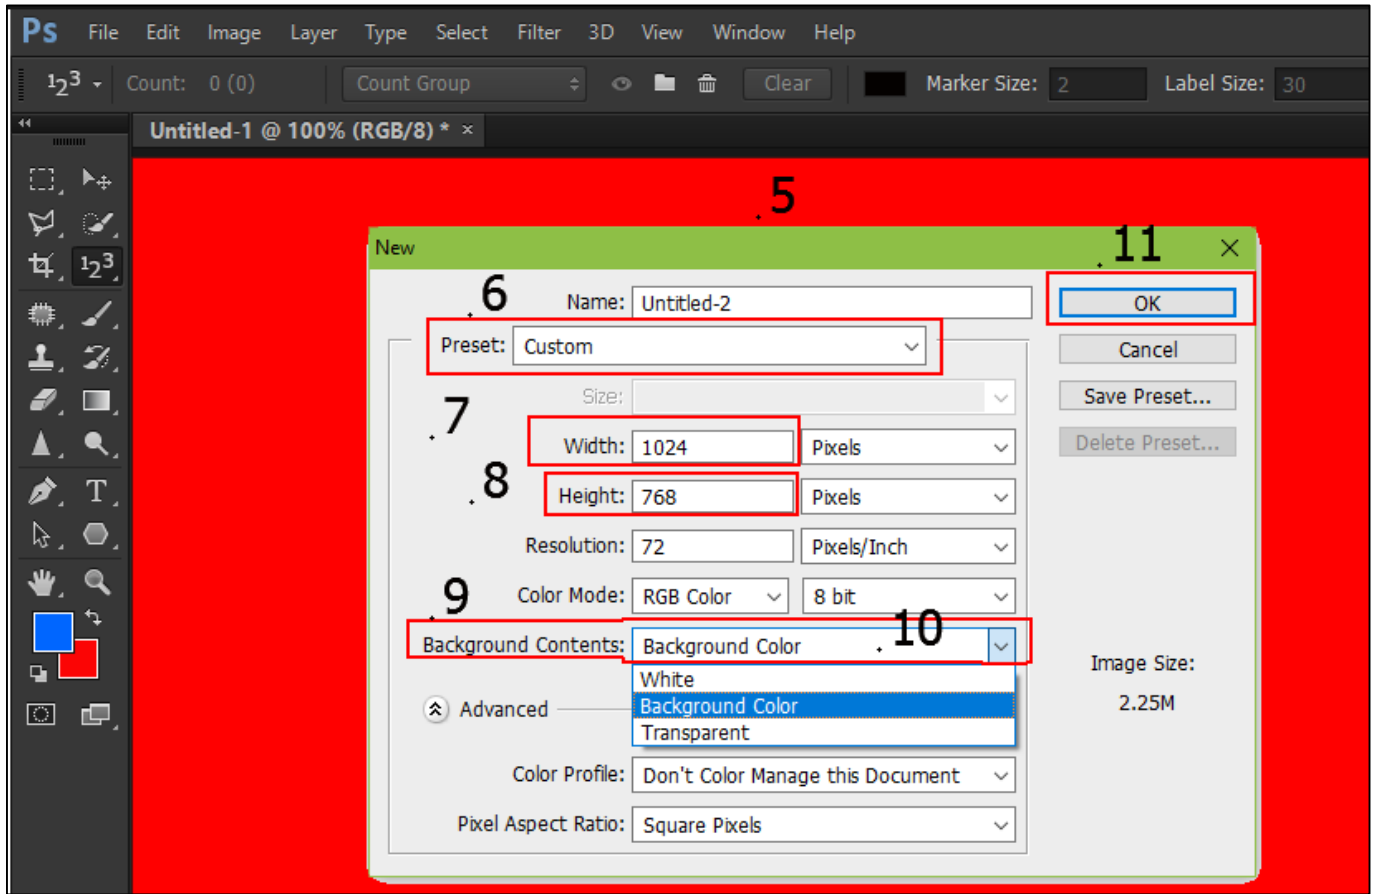 Ps File Edit Image Layer Type Select Filter 3D View Window Help
123 Count: 0 (0) Count Group Clear Marker Size: 2 Label Size: 30
Untitled-1 @ 100% (RGB/8) * ×
5
New
11
6
Name: Untitled-2
OK
Preset: Custom
Cancel
Size:
Save Preset...
7
Width: 1024 Pixels
Delete Preset...
8
Height: 768 Pixels
Resolution: 72 Pixels/Inch
9
Color Mode: RGB Color 8 bit
10
Background Contents: Background Color
White
Background Color
Transparent
Image Size:
2.25M
Advanced
Color Profile: Don't Color Manage this Document
Pixel Aspect Ratio: Square Pixels
123
T